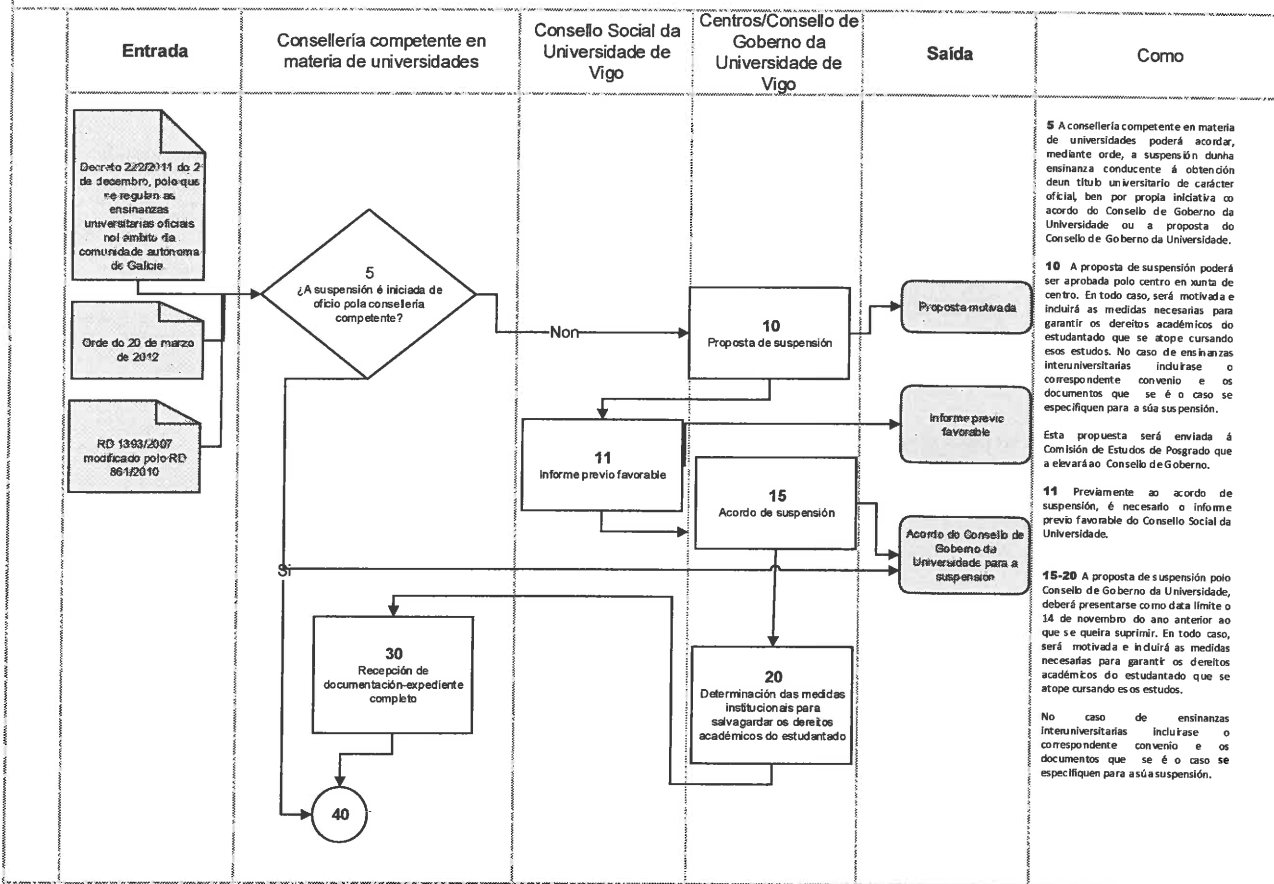 Entrada
Consellería competente en
materia de universidades
Consello Social da
Universidade de
Vigo
Centros/Consello de
Goberno da
Universidade de
Vigo
Saída
Como
Decreto 222/2011 do 2
de decembro, polo que
se regulan as
ensinanzas
universitarias oficiais
nol ambito da
comunidade autónoma
de Galicia
Orde do 20 de marzo
de 2012
RD 1393/2007
modificado polo RD
861/2010
5
¿A suspensión é iniciada de
oficio pola consellería
competente?
Non
Si
10
Proposta de suspensión
11
Informe previo favorable
15
Acordo de suspensión
20
Determinación das medidas
institucionais para
salvagardar os dereitos
académicos do estudantado
30
Recepción de
documentación-expediente
completo
40
Proposta motivada
Informe previo
favorable
Acordo do Consello de
Goberno da
Universidade para a
suspensión
5 A consellería competente en materia
de universidades poderá acordar,
mediante orde, a suspensión dunha
ensinanza conducente á obtención
deun título universitario de carácter
oficial, ben por propia iniciativa co
acordo do Consello de Goberno da
Universidade ou a proposta do
Consello de Goberno da Universidade.
10 A proposta de suspensión poderá
ser aprobada polo centro en xunta de
centro. En todo caso, será motivada e
incluirá as medidas necesarias para
garantir os dereitos académicos do
estudantado que se atope cursando
esos estudos. No caso de ensinanzas
interuniversitarias incluirase o
correspondente convenio e os
documentos que se é o caso se
especifiquen para a súa suspensión.
Esta propuesta será enviada á
Comisión de Estudos de Posgrado que
a elevará ao Consello de Goberno.
11 Previamente ao acordo de
suspensión, é necesario o informe
previo favorable do Consello Social da
Universidade.
15-20 A proposta de suspensión polo
Consello de Goberno da Universidade,
deberá presentarse como data límite o
14 de novembro do ano anterior ao
que se queira suprimir. En todo caso,
será motivada e incluirá as medidas
necesarias para garantir os dereitos
académicos do estudantado que se
atope cursando esos estudos.
No caso de ensinanzas
interuniversitarias incluirase o
correspondente convenio e os
documentos que se é o caso se
especifiquen para a súa suspensión.